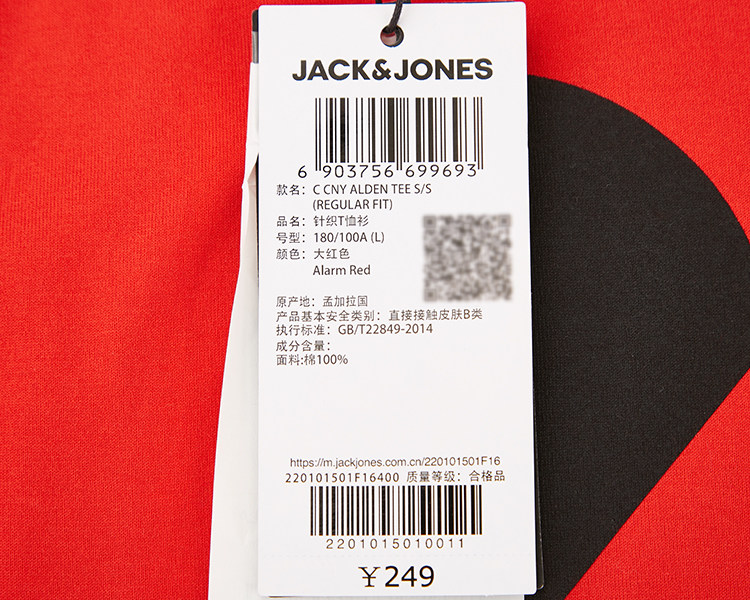 JACK&JONES
6 903756 699693
款名：C CNY ALDEN TEE S/S
(REGULAR FIT)
品名：针织T恤衫
号型：180/100A (L)
颜色：大红色
Alarm Red
原产地：孟加拉国
产品基本安全类别：直接接触皮肤B类
执行标准：GB/T22849-2014
成分含量：
面料:棉100%
https://m.jackjones.com.cn/220101501F16
220101501F16400 质量等级：合格品
2201015010011
￥249